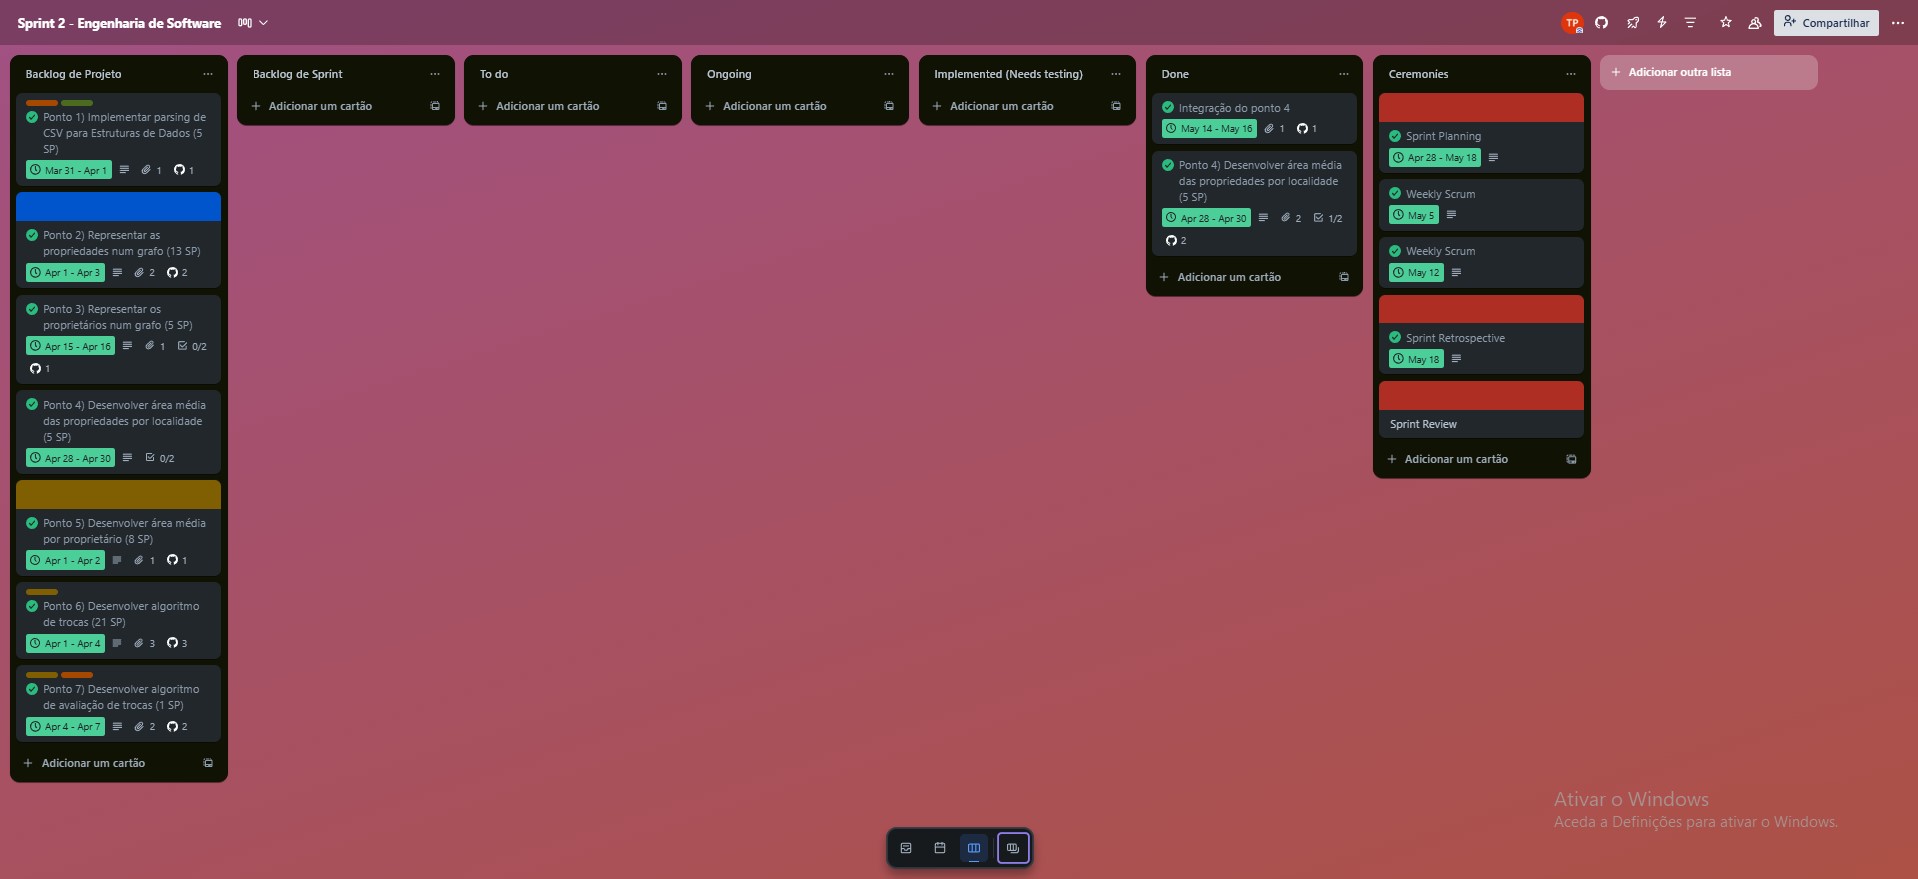 Sprint 2 - Engenharia de Software
TP
Compartilhar
Backlog de Projeto
Ponto 1) Implementar parsing de
CSV para Estruturas de Dados (5
SP)
Mar 31 - Apr 1
1
1
Ponto 2) Representar as
propriedades num grafo (13 SP)
Apr 1 - Apr 3
2
2
Ponto 3) Representar os
proprietários num grafo (5 SP)
Apr 15 - Apr 16
1
0/2
1
Ponto 4) Desenvolver área média
das propriedades por localidade
(5 SP)
Apr 28 - Apr 30
0/2
Ponto 5) Desenvolver área média
por proprietário (8 SP)
Apr 1 - Apr 2
1
1
Ponto 6) Desenvolver algoritmo
de trocas (21 SP)
Apr 1 - Apr 4
3
3
Ponto 7) Desenvolver algoritmo
de avaliação de trocas (1 SP)
Apr 4 - Apr 7
2
2
Adicionar um cartão
Backlog de Sprint
Adicionar um cartão
To do
Adicionar um cartão
Ongoing
Adicionar um cartão
Implemented (Needs testing)
Adicionar um cartão
Done
Integração do ponto 4
May 14 - May 16
1
1
Ponto 4) Desenvolver área média
das propriedades por localidade
(5 SP)
Apr 28 - Apr 30
2
1/2
2
Adicionar um cartão
Ceremonies
Sprint Planning
Apr 28 - May 18
Weekly Scrum
May 5
Weekly Scrum
May 12
Sprint Retrospective
May 18
Sprint Review
Adicionar um cartão
Adicionar outra lista
Ativar o Windows
Aceda a Definições para ativar o Windows.